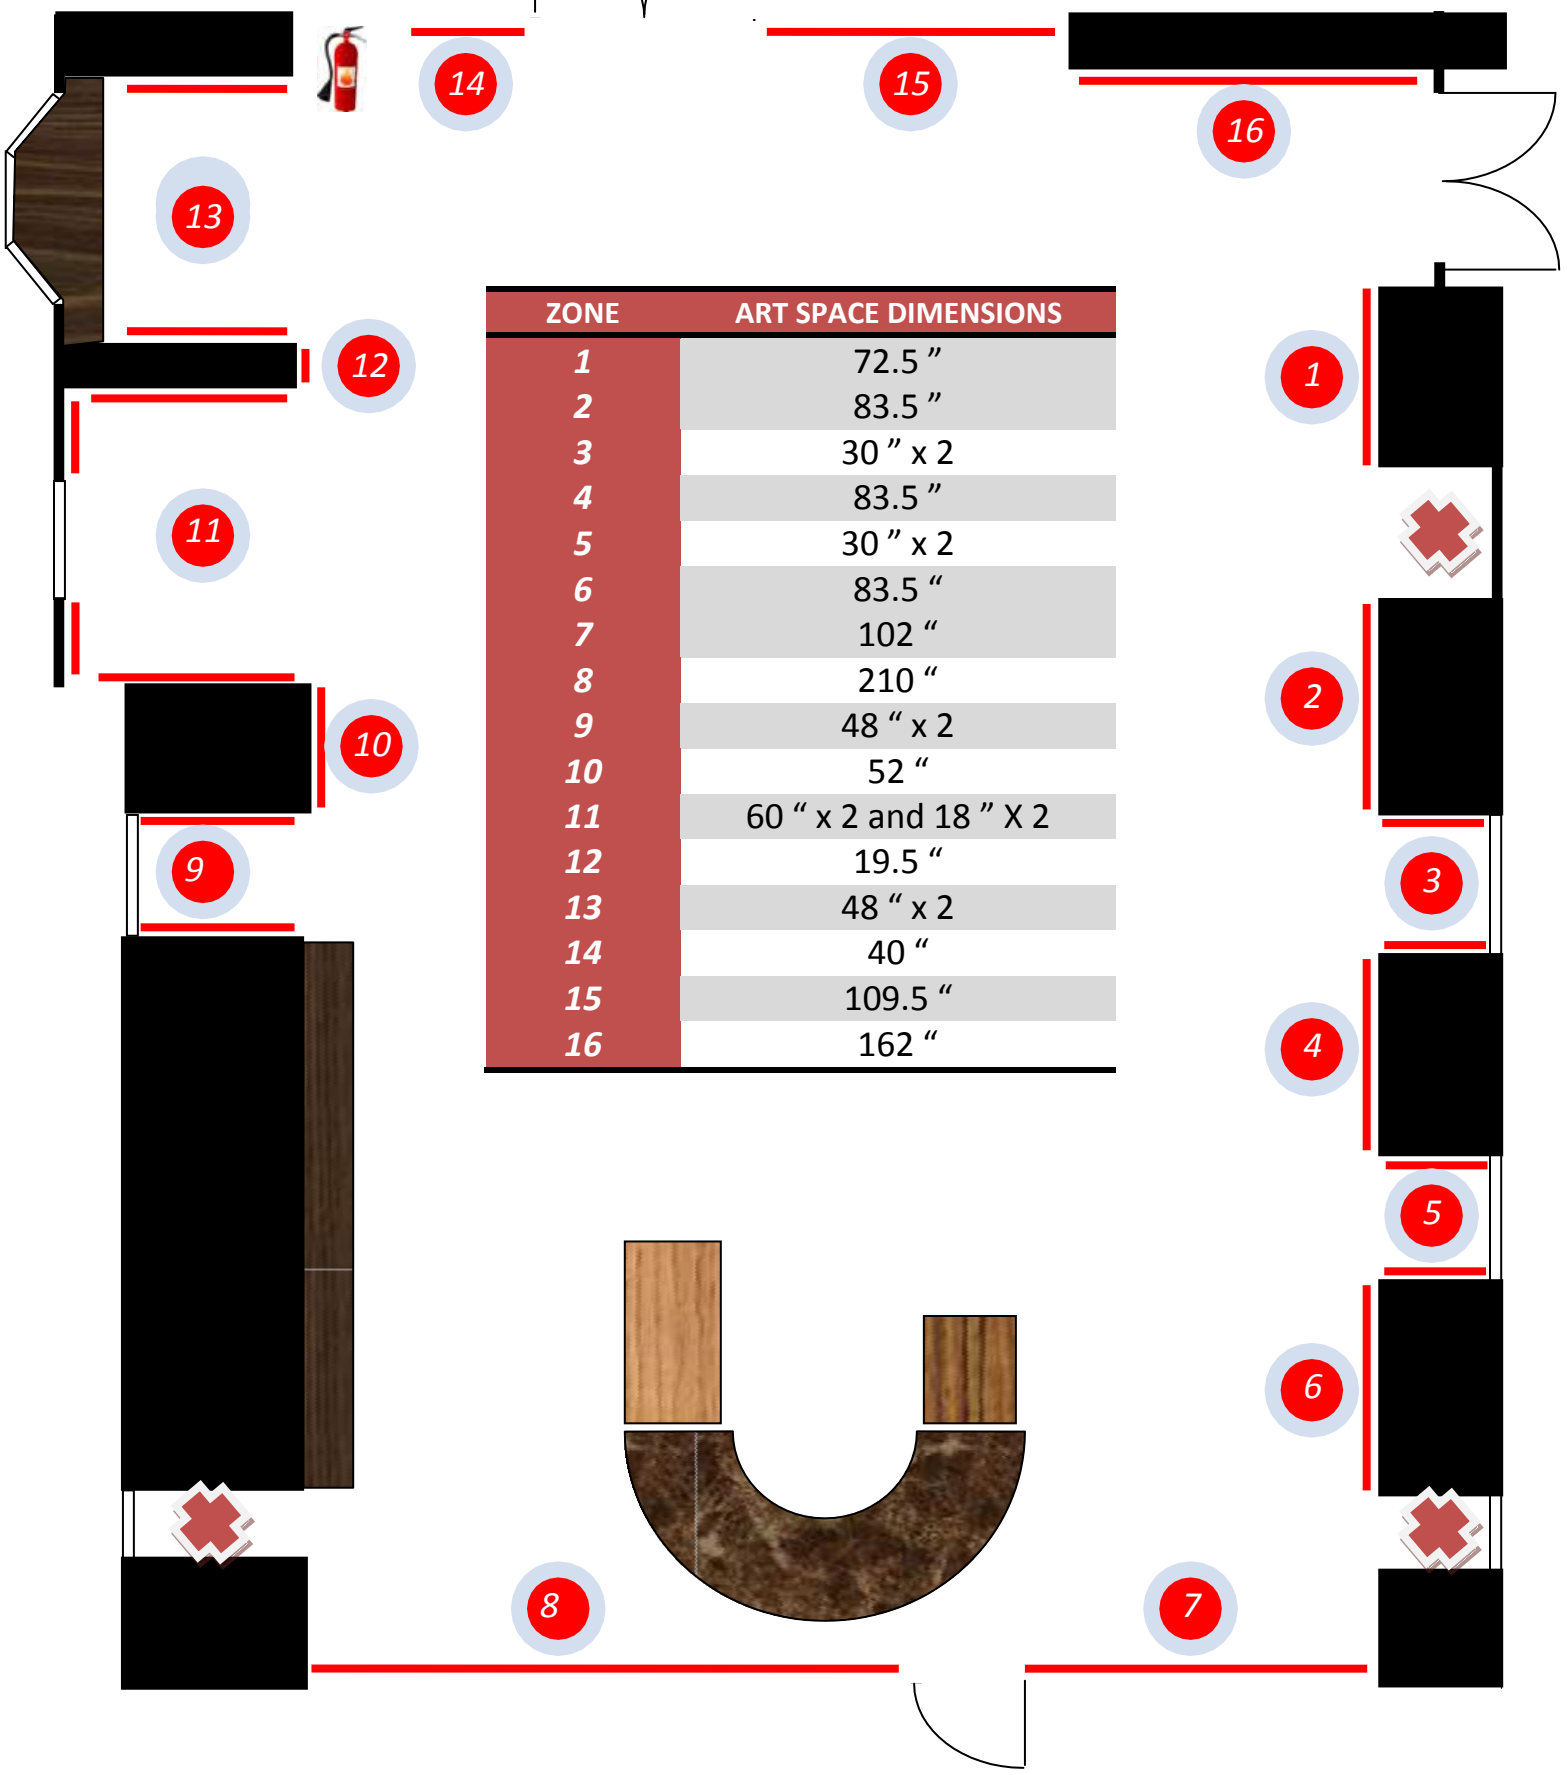 14
15
16
13
ZONE ART SPACE DIMENSIONS
1 72.5 ”
2 83.5 ”
3 30 ” x 2
4 83.5 ”
5 30 ” x 2
6 83.5 “
7 102 “
8 210 “
9 48 “ x 2
10 52 “
11 60 “ x 2 and 18 ” X 2
12 19.5 “
13 48 “ x 2
14 40 “
15 109.5 “
16 162 “
12
1
11
2
10
9
3
4
5
6
8
7